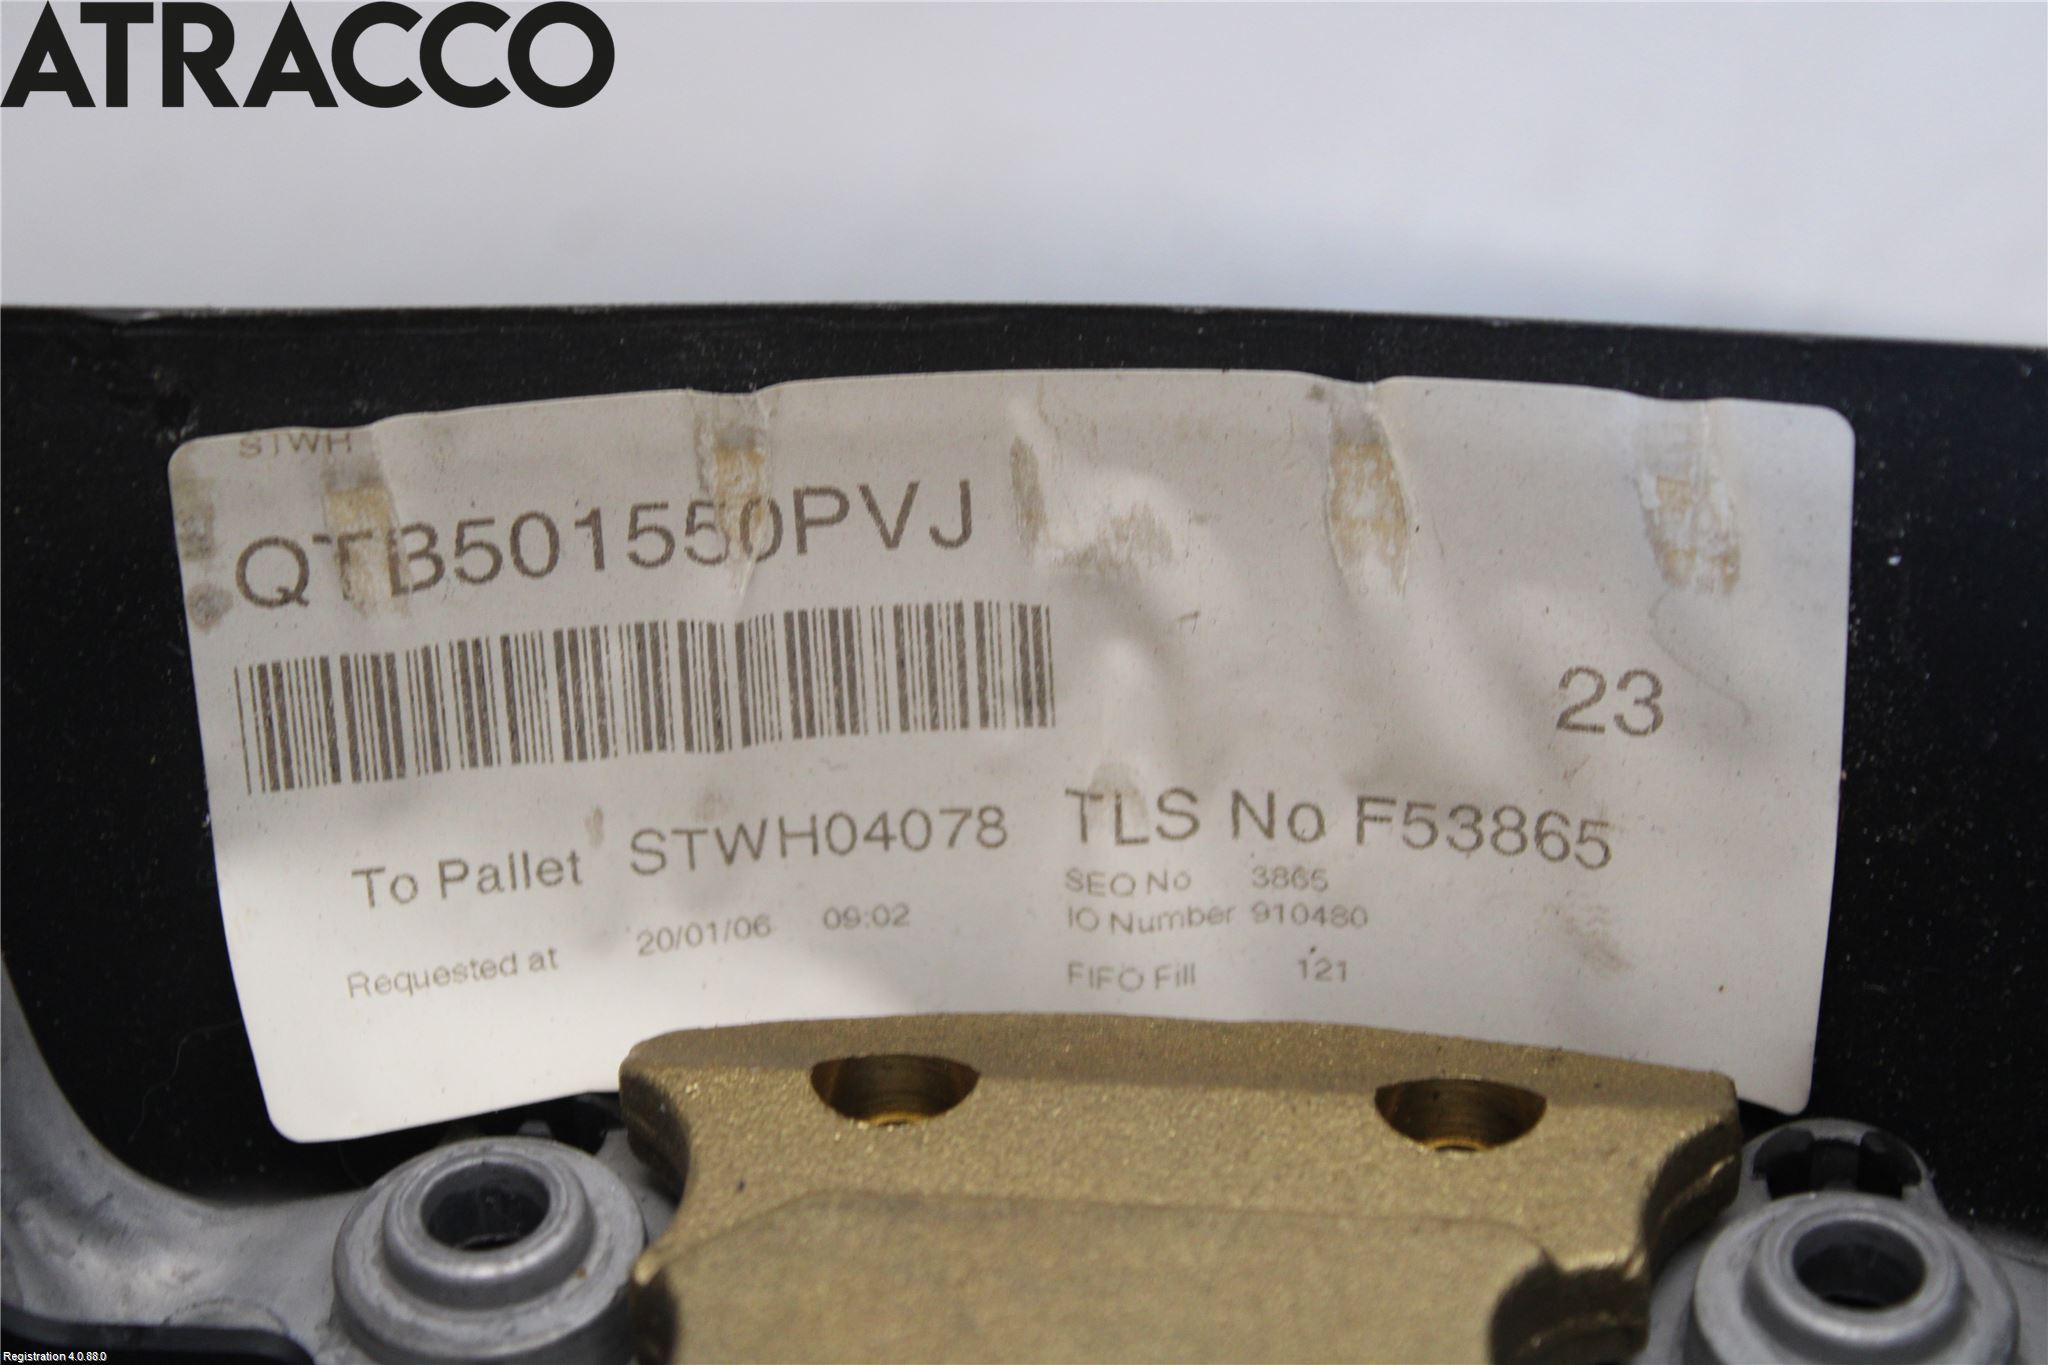 ATRACCO
STWH
QTB501550PVJ
23
To Pallet STWH04078 TLS No F53865
SEQ No 3865
IO Number 910480
Requested at 20/01/06 09:02
FIFO Fill 121
Registration 4.0.88.0